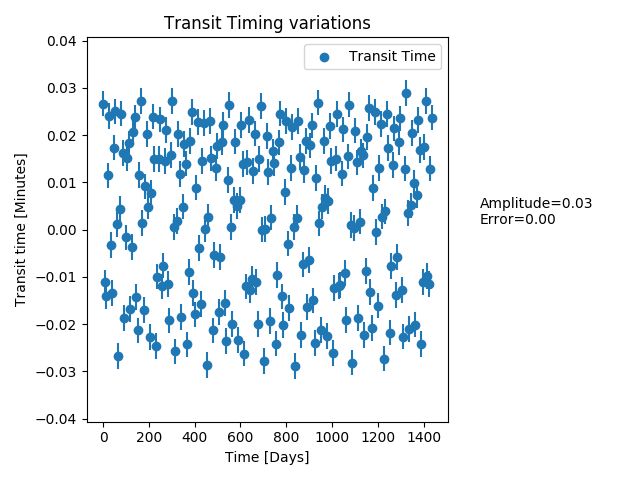 Transit Timing variations
Transit Time
0.04
0.03
0.02
0.01
0.00
−0.01
−0.02
−0.03
−0.04
Transit time [Minutes]
0
200
400
600
800
1000
1200
1400
Time [Days]
Amplitude=0.03
Error=0.00